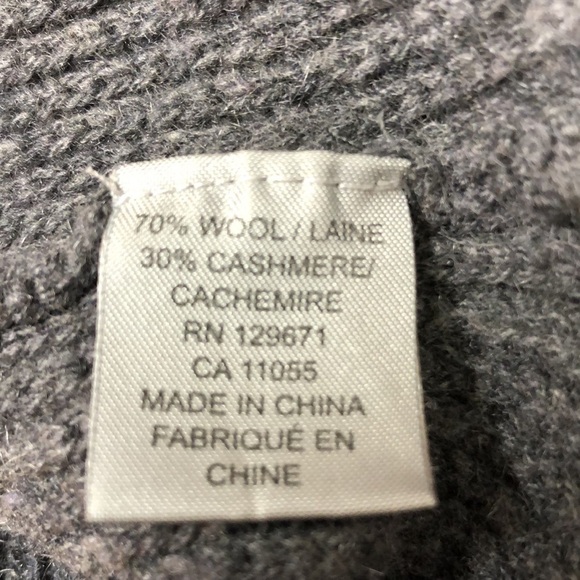 70% WOOL / LAINE
30% CASHMERE/
CACHEMIRE
RN 129671
CA 11055
MADE IN CHINA
FABRIQUÉ EN
CHINE